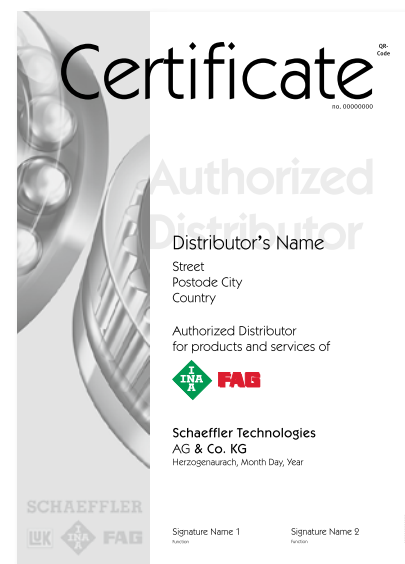 Certificate
QR-
Code
no. 00000000
Authorized
Distributor
Distributor's Name
Street
Postode City
Country
Authorized Distributor
for products and services of
INA
INA FAG
Schaeffler Technologies
AG & Co. KG
Herzogenaurach, Month Day, Year
SCHAEFFLER
LuK INA INA FAG
Signature Name 1 Signature Name 2
Function Function